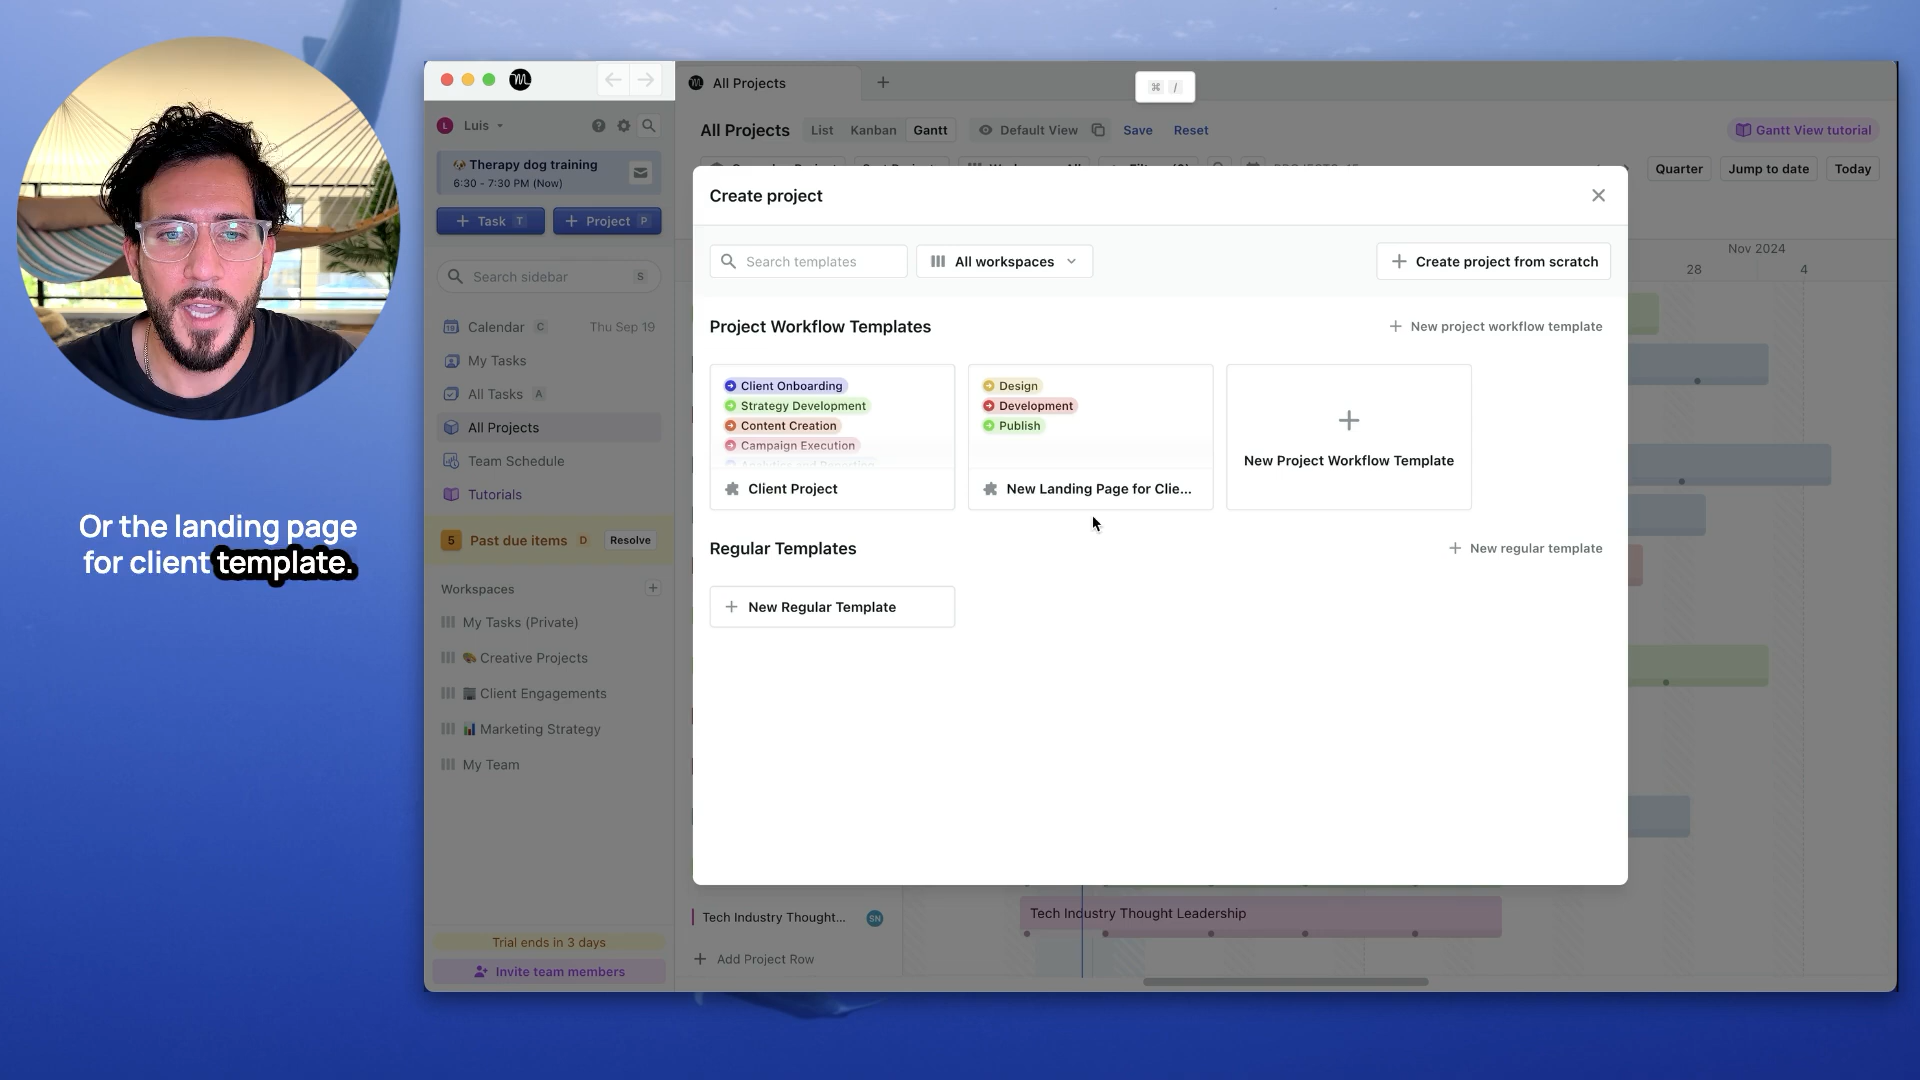 All Projects
⌘ /
Luis
All Projects
List
Kanban
Gantt
Default View
Save
Reset
Gantt View tutorial
Therapy dog training
6:30 - 7:30 PM (Now)
Quarter
Jump to date
Today
Task T
Project P
Search sidebar S
Calendar C Thu Sep 19
My Tasks
All Tasks A
All Projects
Team Schedule
Tutorials
5 Past due items D Resolve
Workspaces
My Tasks (Private)
Creative Projects
Client Engagements
Marketing Strategy
My Team
Trial ends in 3 days
Invite team members
Create project
Search templates
All workspaces
Create project from scratch
Project Workflow Templates
New project workflow template
Client Onboarding
Strategy Development
Content Creation
Campaign Execution
Analytics and Reporting
Client Project
Design
Development
Publish
New Landing Page for Clie...
New Project Workflow Template
Regular Templates
New regular template
New Regular Template
Nov 2024
28 4
Tech Industry Thought... SN
Tech Industry Thought Leadership
Add Project Row
Or the landing page
for client template.